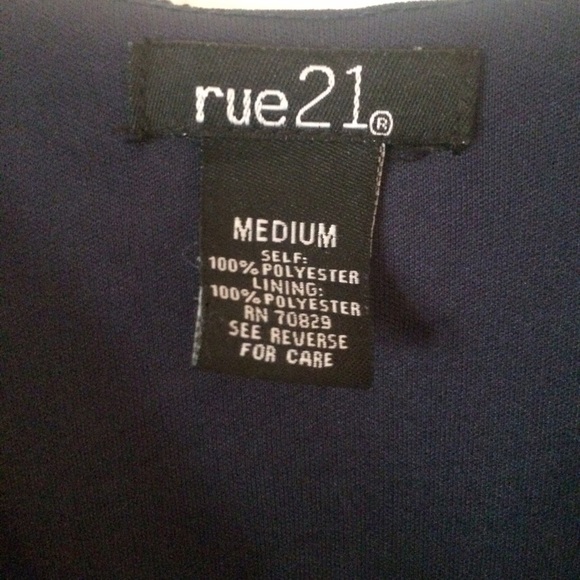 rue21®
MEDIUM
SELF:
100% POLYESTER
LINING:
100% POLYESTER
RN 70829
SEE REVERSE
FOR CARE